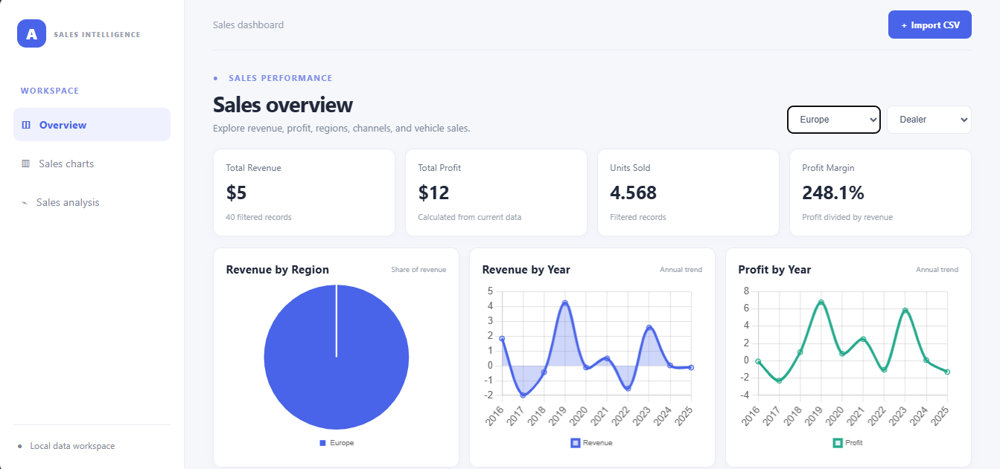 A SALES INTELLIGENCE
Sales dashboard
+ Import CSV
WORKSPACE
Overview
Sales charts
Sales analysis
Local data workspace
SALES PERFORMANCE
Sales overview
Explore revenue, profit, regions, channels, and vehicle sales.
Europe
Dealer
Total Revenue
$5
40 filtered records
Total Profit
$12
Calculated from current data
Units Sold
4.568
Filtered records
Profit Margin
248.1%
Profit divided by revenue
Revenue by Region
Share of revenue
Europe
Revenue by Year
Annual trend
5
4
3
2
1
0
-1
-2
2016 2017 2018 2019 2020 2021 2022 2023 2024 2025
Revenue
Profit by Year
Annual trend
8
6
4
2
0
-2
-4
2016 2017 2018 2019 2020 2021 2022 2023 2024 2025
Profit